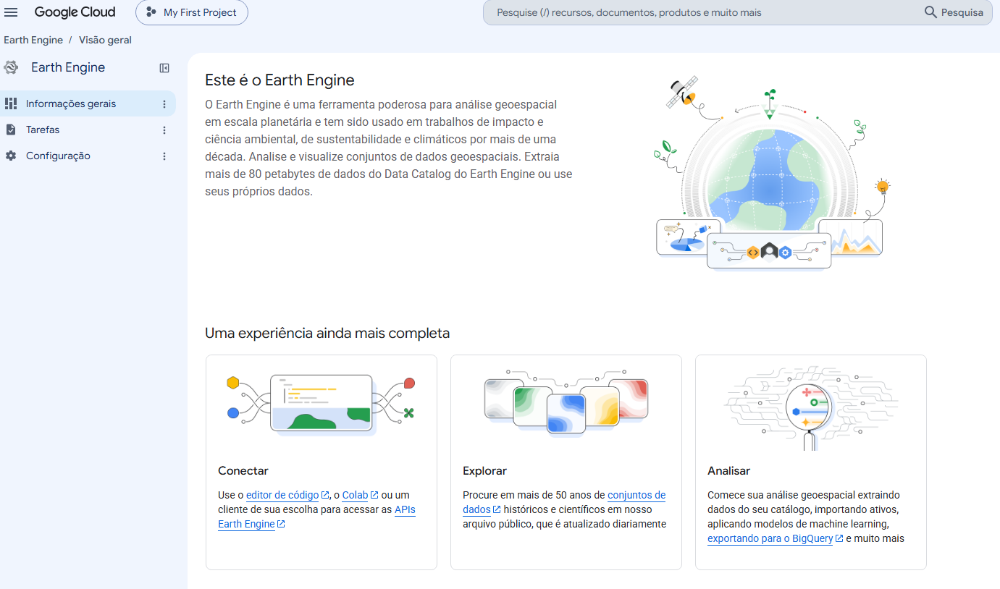 Google Cloud
My First Project
Pesquise (/) recursos, documentos, produtos e muito mais
Pesquisa
Earth Engine / Visão geral
Earth Engine
Informações gerais
Tarefas
Configuração
Este é o Earth Engine
O Earth Engine é uma ferramenta poderosa para análise geoespacial
em escala planetária e tem sido usado em trabalhos de impacto e
ciência ambiental, de sustentabilidade e climáticos por mais de uma
década. Analise e visualize conjuntos de dados geoespaciais. Extraia
mais de 80 petabytes de dados do Data Catalog do Earth Engine ou use
seus próprios dados.
Uma experiência ainda mais completa
Conectar
Use o editor de código, o Colab ou um
cliente de sua escolha para acessar as APIs
Earth Engine
Explorar
Procure em mais de 50 anos de conjuntos de
dados históricos e científicos em nosso
arquivo público, que é atualizado diariamente
Analisar
Comece sua análise geoespacial extraindo
dados do seu catálogo, importando ativos,
aplicando modelos de machine learning,
exportando para o BigQuery e muito mais